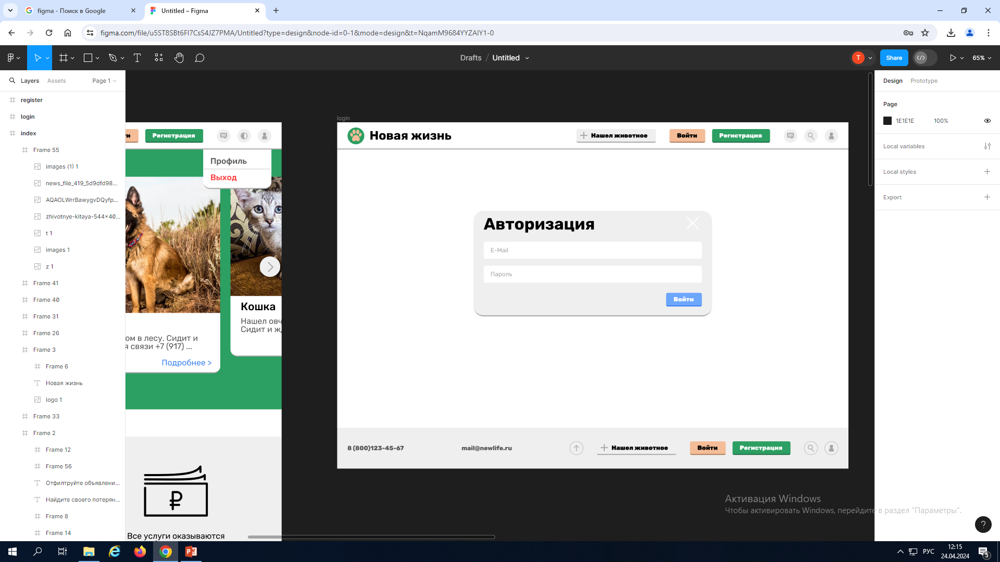 figma - Поиск в Google
Untitled – Figma
figma.com/file/u5ST8SBt6FI7CsS4JZ7PMA/Untitled?type=design&node-id=0-1&mode=design&t=NqamM9684YYZAlY1-0
Drafts / Untitled
T
Share
65%
Layers
Assets
Page 1
Design
Prototype
register
login
index
Frame 55
images (1) 1
news_file_419_5d9dfd98...
AQAOLWrrBawygvDQyfp...
zhivotnye-kitaya-544×40...
t 1
images 1
z 1
Frame 41
Frame 40
Frame 31
Frame 26
Frame 3
Frame 6
Новая жизнь
logo 1
Frame 33
Frame 2
Frame 12
Frame 56
Отфилтруйте объявлени...
Найдите своего потерян...
Frame 8
Frame 14
ти
Регистрация
Профиль
Выход
ом в лесу. Сидит и
я связи +7 (917) ...
Подробнее >
Кошка
Нашел овч
Сидит и ж
₽
Все услуги оказываются
login
Новая жизнь
Нашел животное
Войти
Регистрация
Авторизация
E-Mail
Пароль
Войти
8 (800)123-45-67
mail@newlife.ru
Нашел животное
Войти
Регистрация
Page
1E1E1E
100%
Local variables
Local styles
Export
Активация Windows
Чтобы активировать Windows, перейдите в раздел "Параметры".
?
РУС
12:15
24.04.2024
5